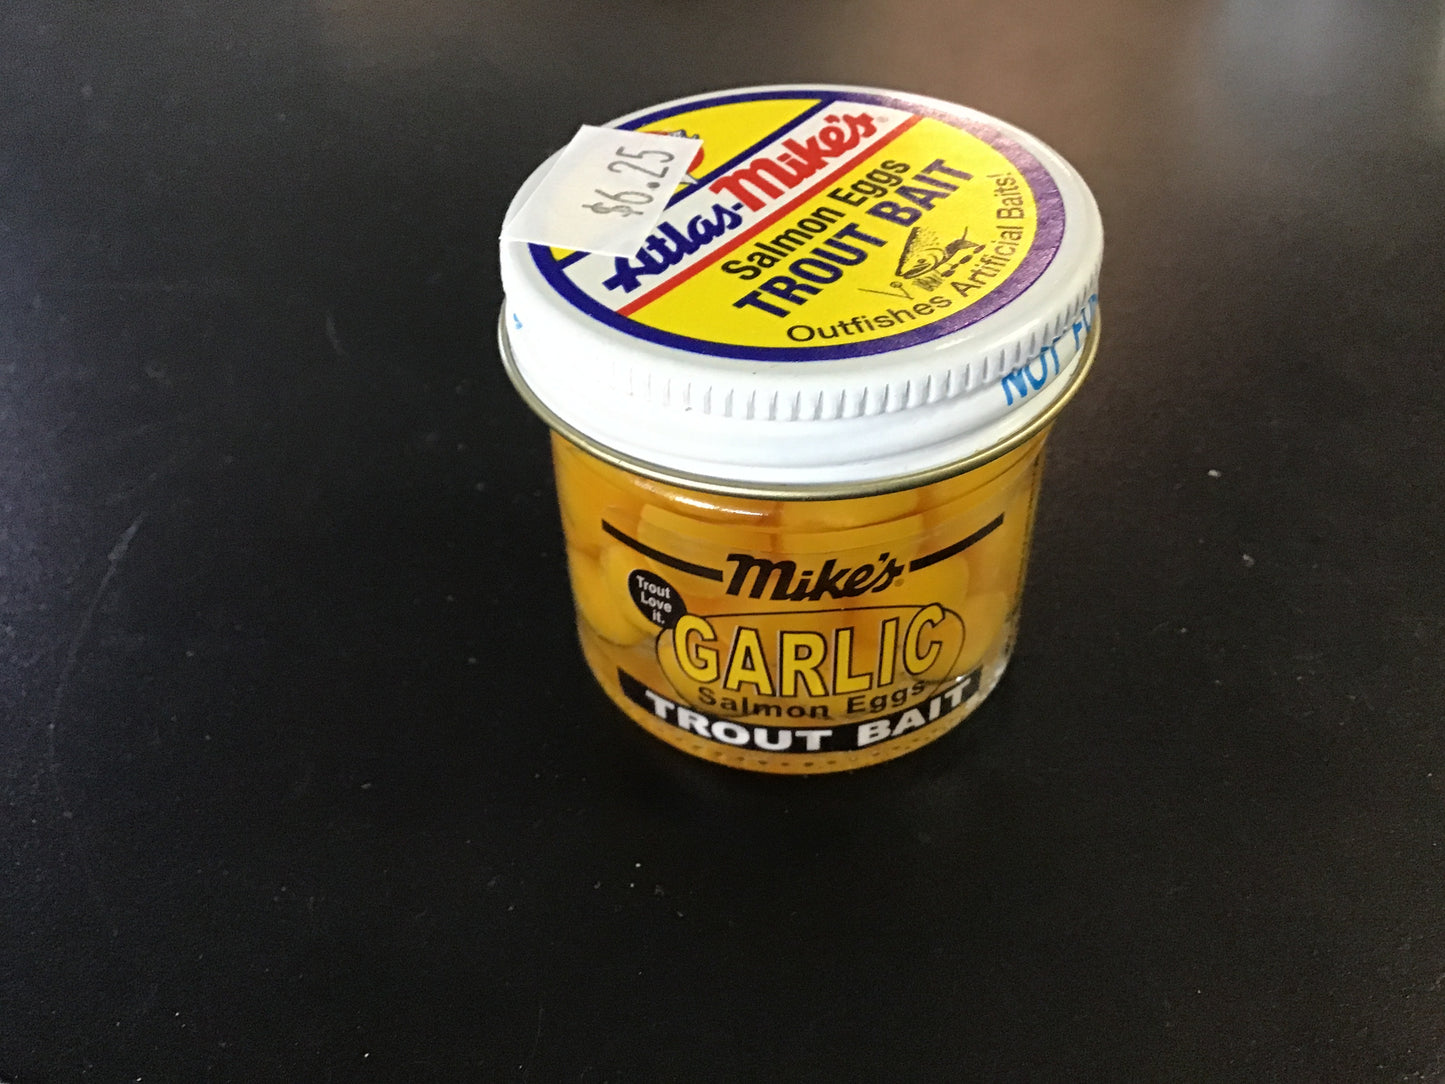 $6.25
Atlas-Mike's®
Salmon Eggs
TROUT BAIT
Outfishes Artificial Baits!
NOT
Mike's®
Trout
Love
it.
GARLIC
Salmon Eggs
TROUT BAIT